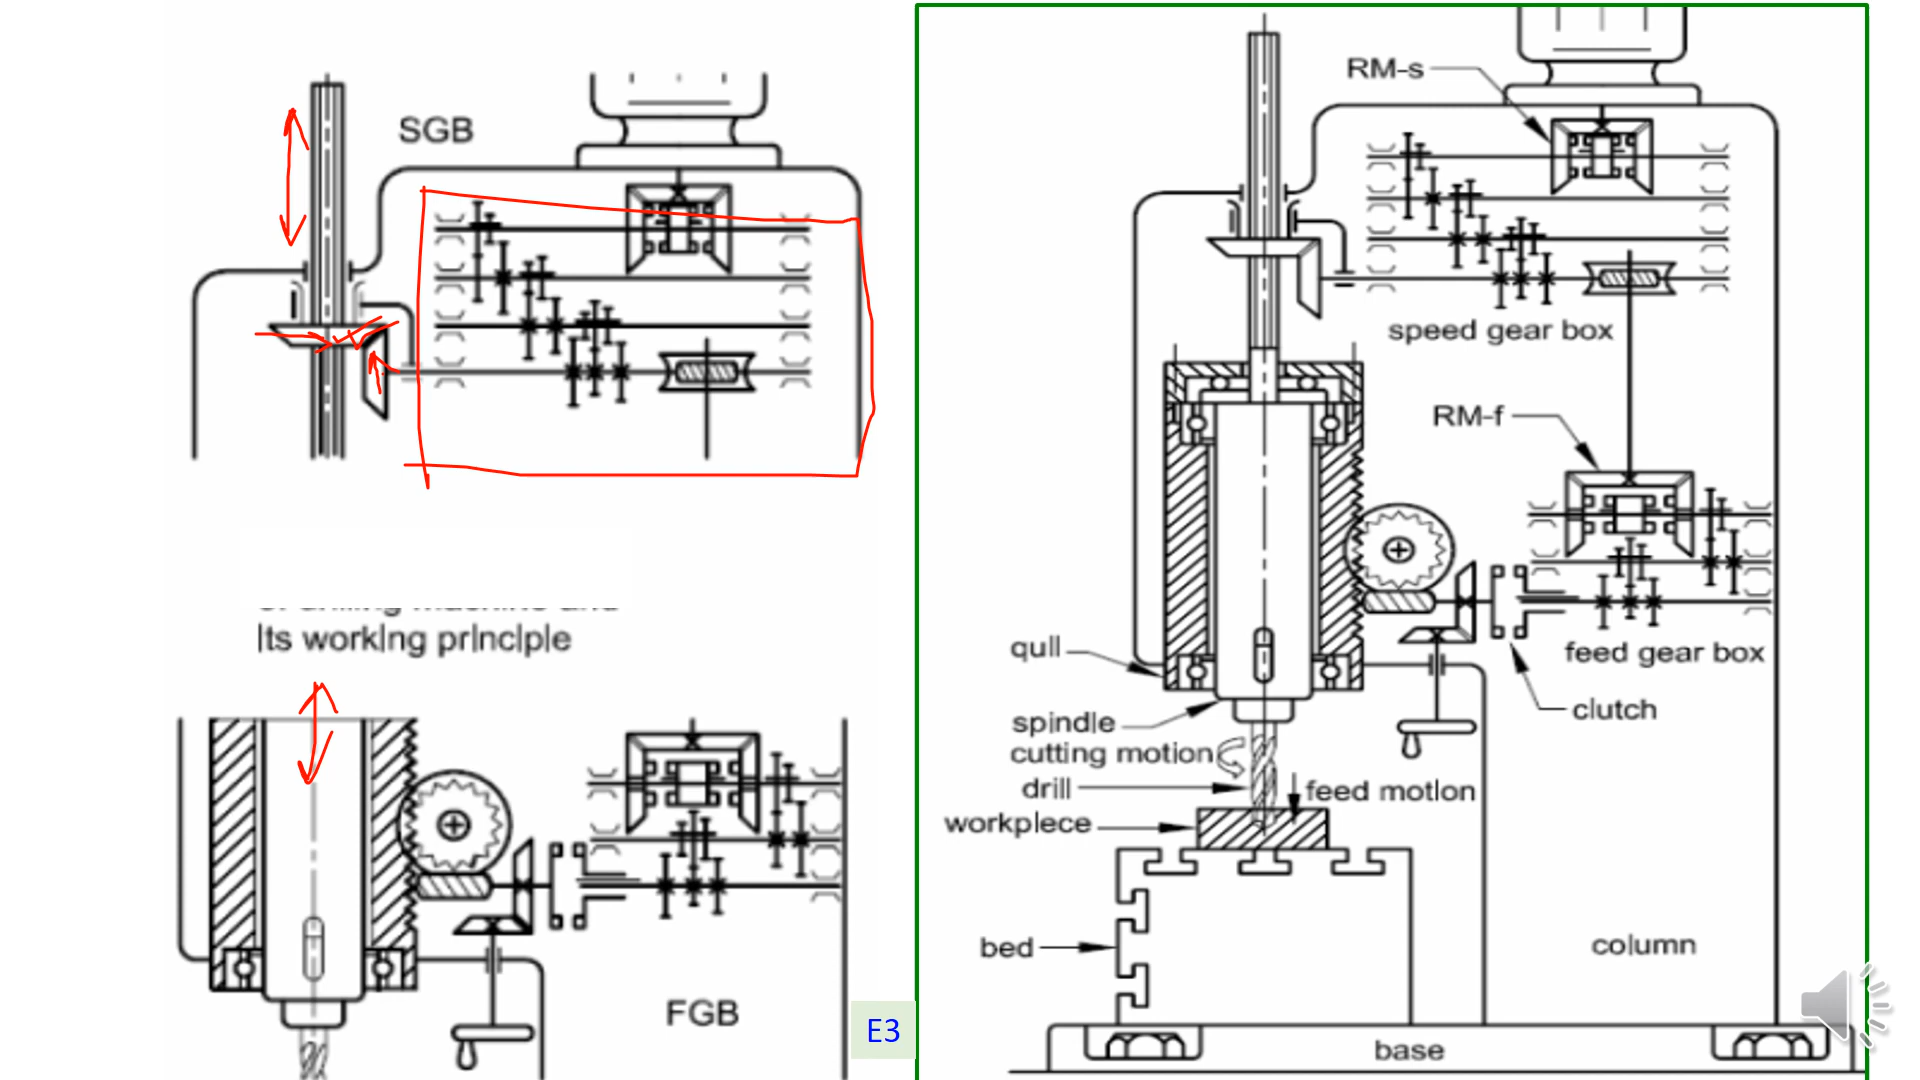 SGB
Its working principle
FGB
E3
RM-s
speed gear box
RM-f
feed gear box
clutch
qull
spindle
cutting motion
drill
feed motion
workpiece
bed
column
base